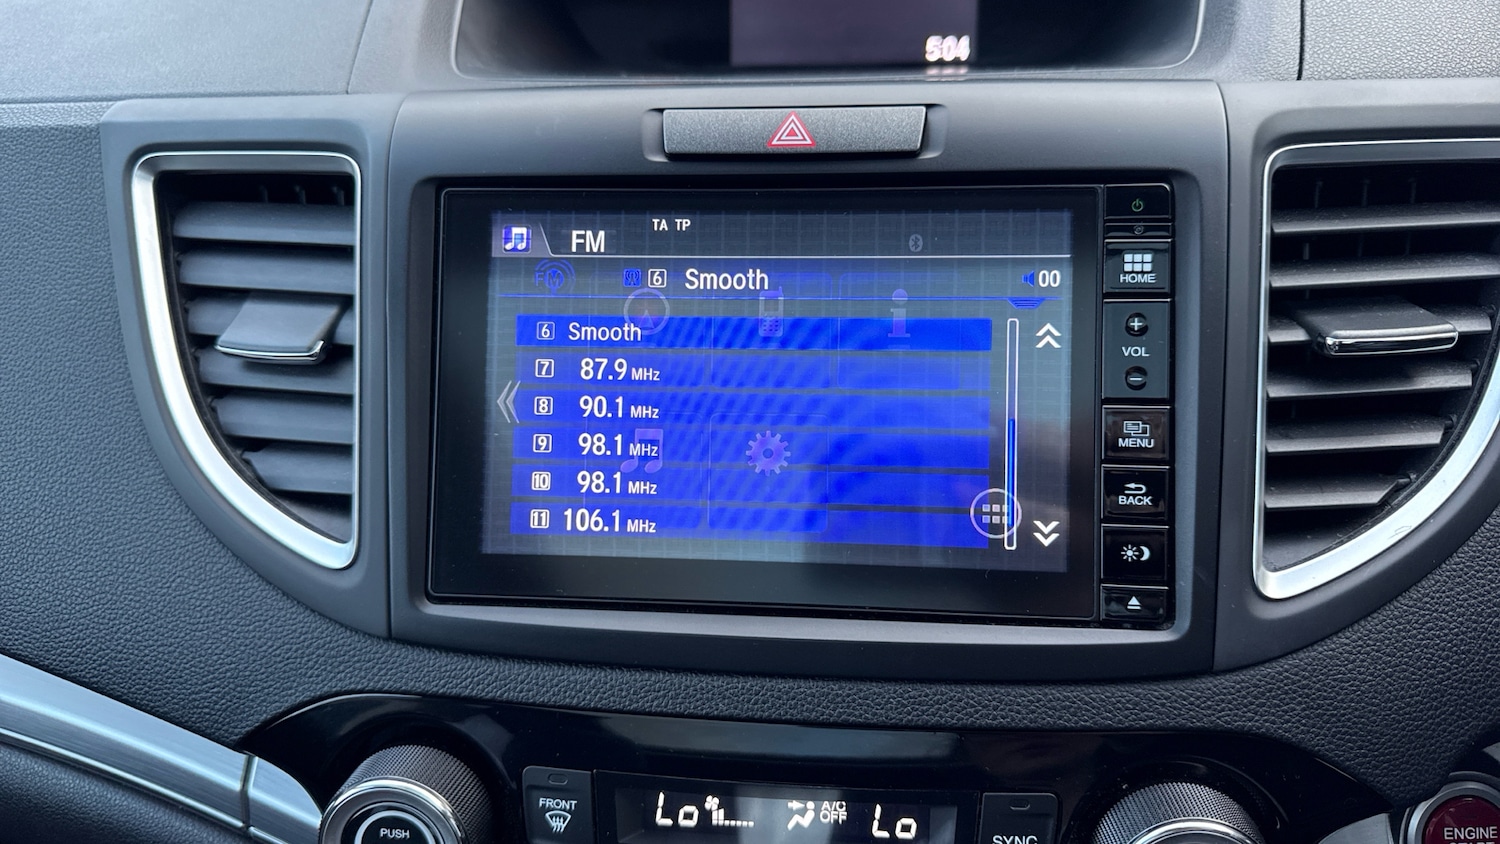 504
TA TP
FM
6 Smooth 00
6 Smooth
7 87.9 MHz
8 90.1 MHz
9 98.1 MHz
10 98.1 MHz
11 106.1 MHz
HOME
+
VOL
−
MENU
BACK
PUSH
FRONT
Lo
A/C
OFF
Lo
SYNC
ENGINE
START